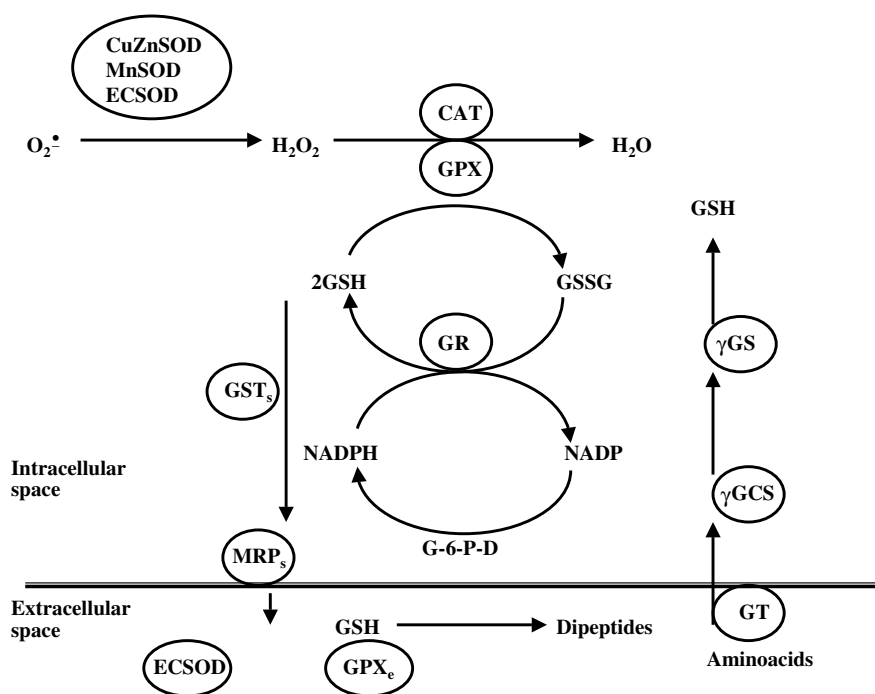 CuZnSOD
MnSOD
ECSOD
O₂•̲
H₂O₂
CAT
H₂O
GPX
GSH
2GSH
GSSG
GR
γGS
GSTₛ
NADPH
NADP
Intracellular
space
γGCS
G-6-P-D
MRPₛ
Extracellular
space
GT
GSH
Dipeptides
Aminoacids
ECSOD
GPXₑ